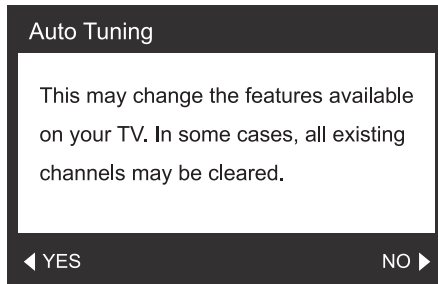 Auto Tuning
This may change the features available
on your TV. In some cases, all existing
channels may be cleared.
YES
NO